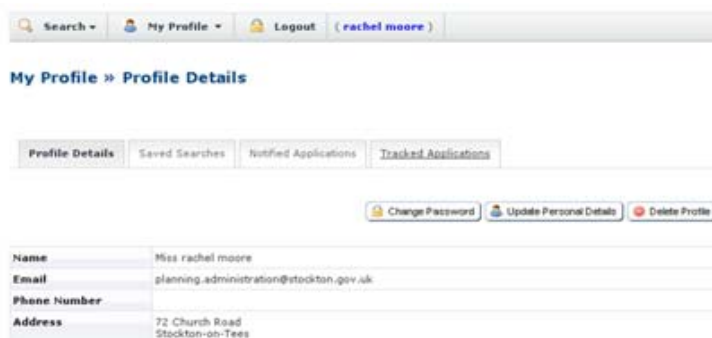 Search My Profile Logout ( rachel moore )
My Profile » Profile Details
Profile Details Saved Searches Notified Applications Tracked Applications
Change Password Update Personal Details Delete Profile
Name Miss rachel moore
Email planning.administration@stockton.gov.uk
Phone Number
Address 72 Church Road
Stockton-on-Tees